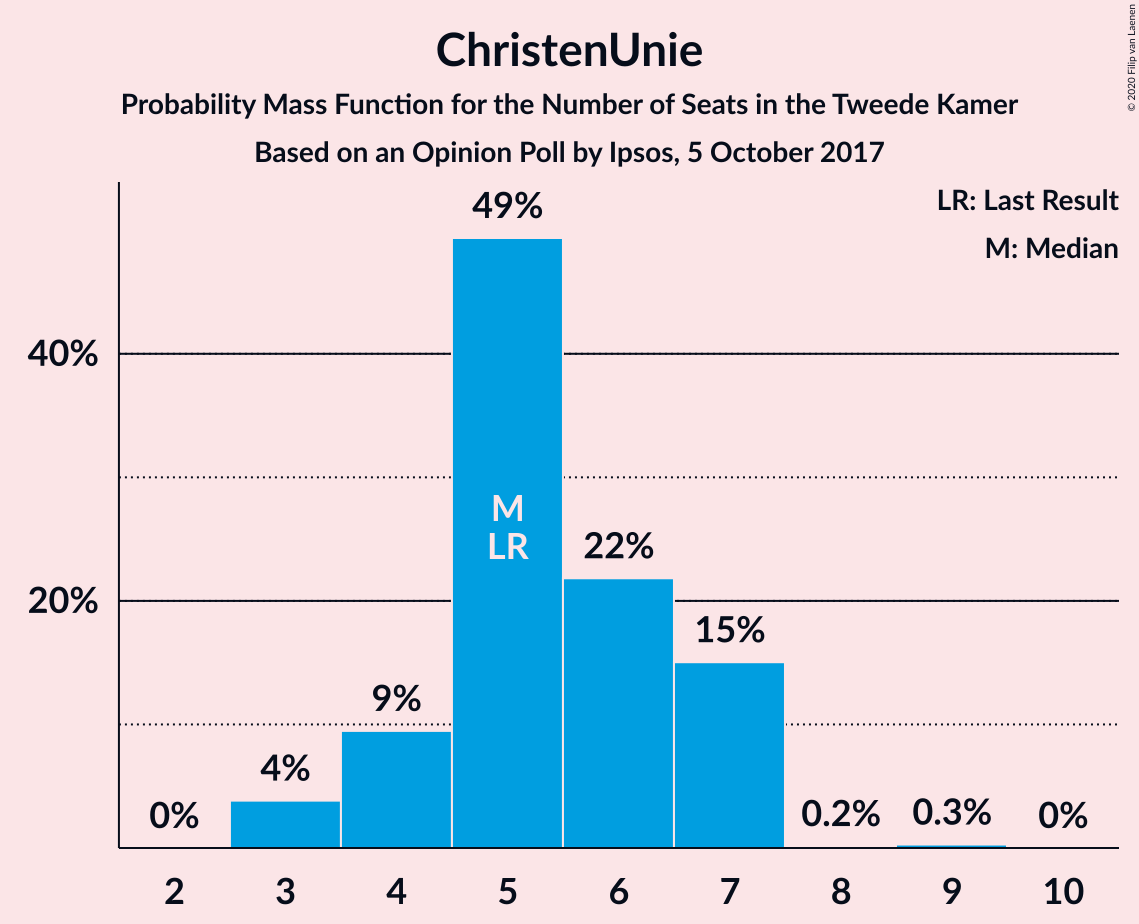 ChristenUnie
Probability Mass Function for the Number of Seats in the Tweede Kamer
Based on an Opinion Poll by Ipsos, 5 October 2017
© 2020 Filip van Laenen
LR: Last Result
M: Median
49%
40%
M
LR
22%
20%
15%
9%
4%
0%
0.2%
0.3%
0%
2 3 4 5 6 7 8 9 10